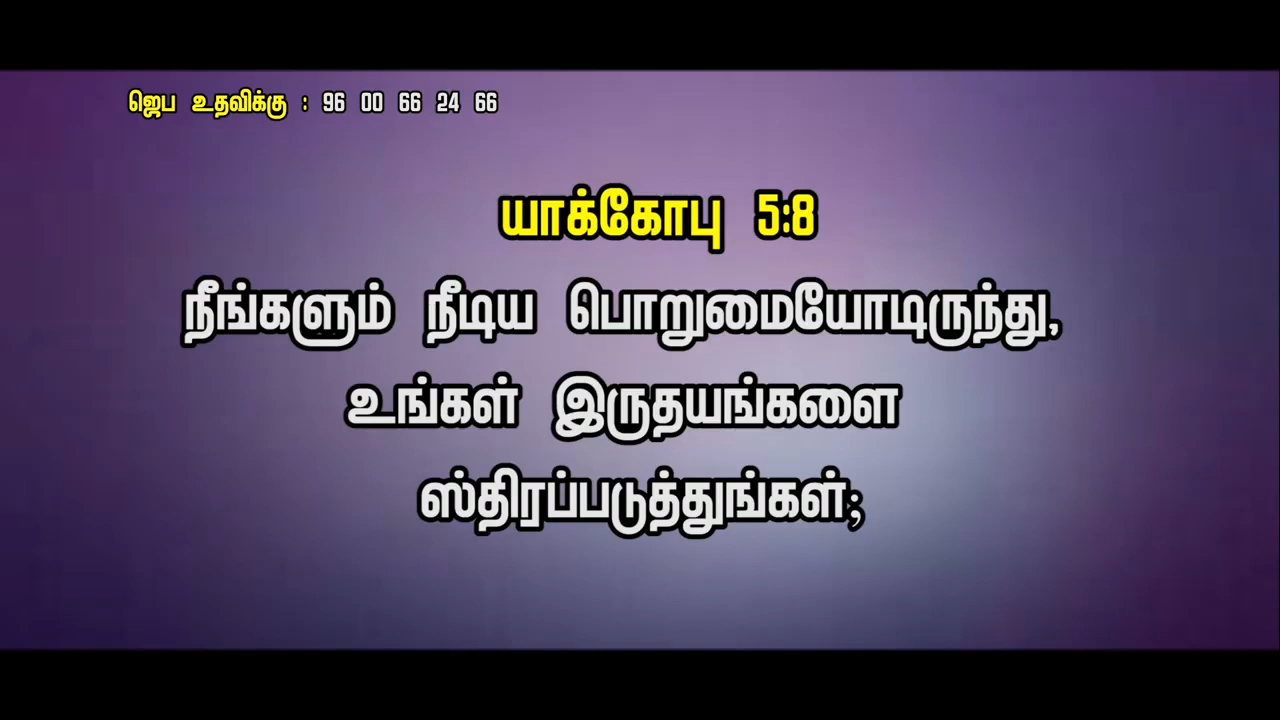 ஜெப உதவிக்கு : 96 00 66 24 66
யாக்கோபு 5:8
நீங்களும் நீடிய பொறுமையோடிருந்து,
உங்கள் இருதயங்களை
ஸ்திரப்படுத்துங்கள்;